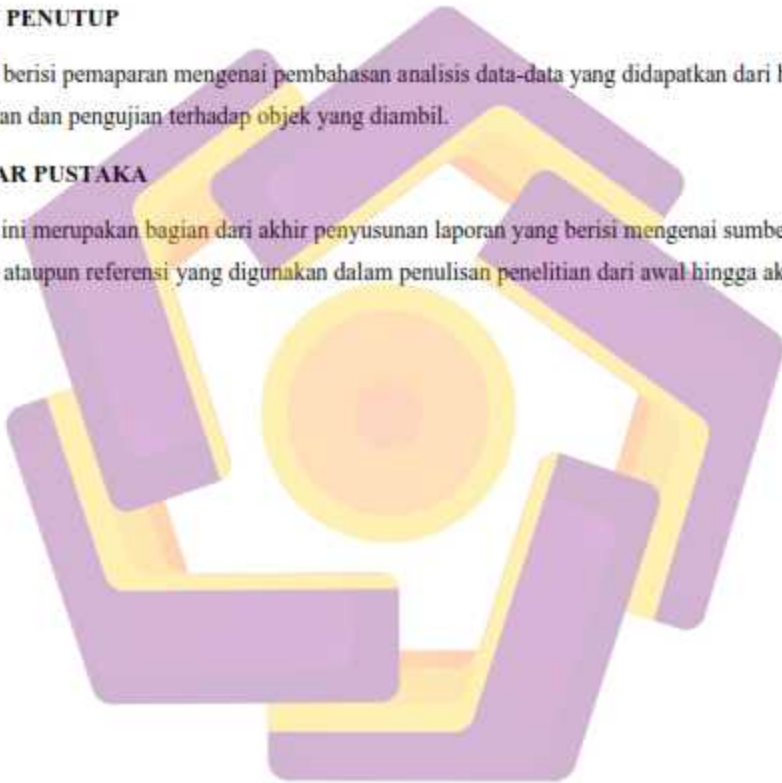 PENUTUP
berisi pemaparan mengenai pembahasan analisis data-data yang didapatkan dari
an dan pengujian terhadap objek yang diambil.
AR PUSTAKA
ini merupakan bagian dari akhir penyusunan laporan yang berisi mengenai sumbe
ataupun referensi yang digunakan dalam penulisan penelitian dari awal hingga ak